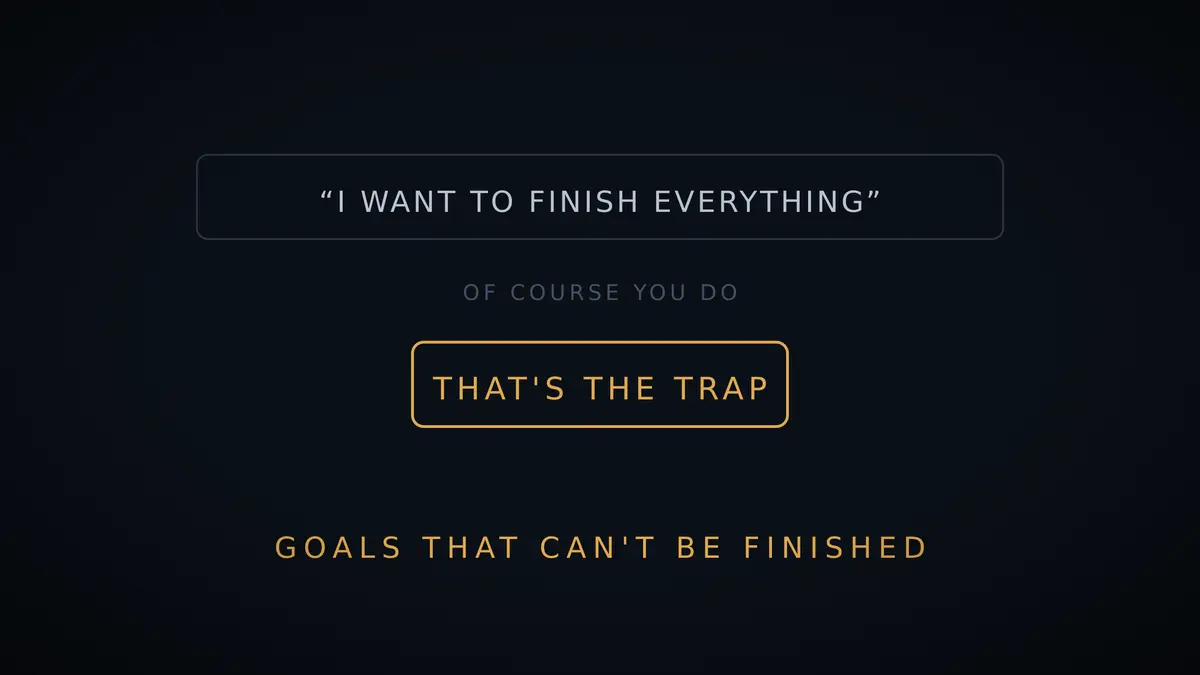 “I WANT TO FINISH EVERYTHING”
OF COURSE YOU DO
THAT'S THE TRAP
GOALS THAT CAN'T BE FINISHED